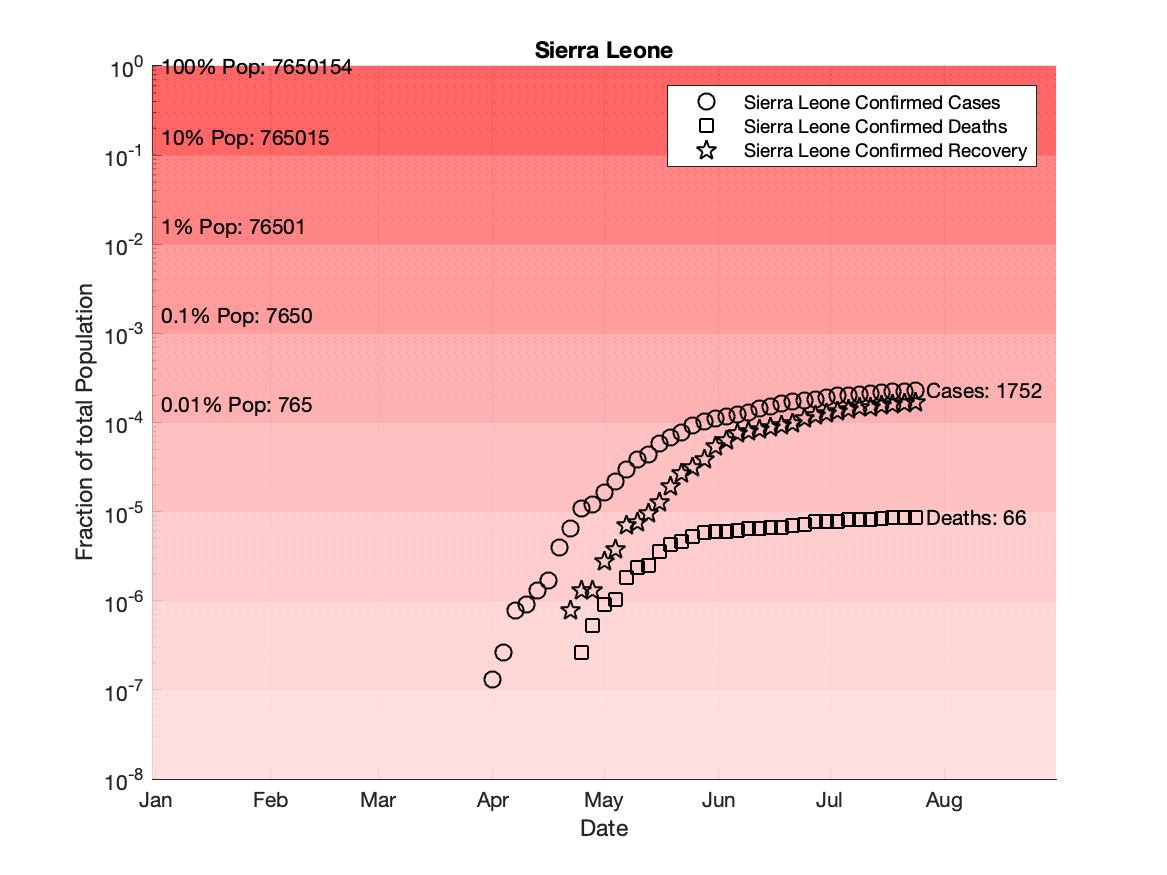 Sierra Leone
10^0
100% Pop: 7650154
Sierra Leone Confirmed Cases
Sierra Leone Confirmed Deaths
Sierra Leone Confirmed Recovery
10% Pop: 765015
10^-1
1% Pop: 76501
10^-2
0.1% Pop: 7650
10^-3
0.01% Pop: 765
10^-4
Cases: 1752
10^-5
Deaths: 66
10^-6
10^-7
10^-8
Fraction of total Population
Jan Feb Mar Apr May Jun Jul Aug
Date